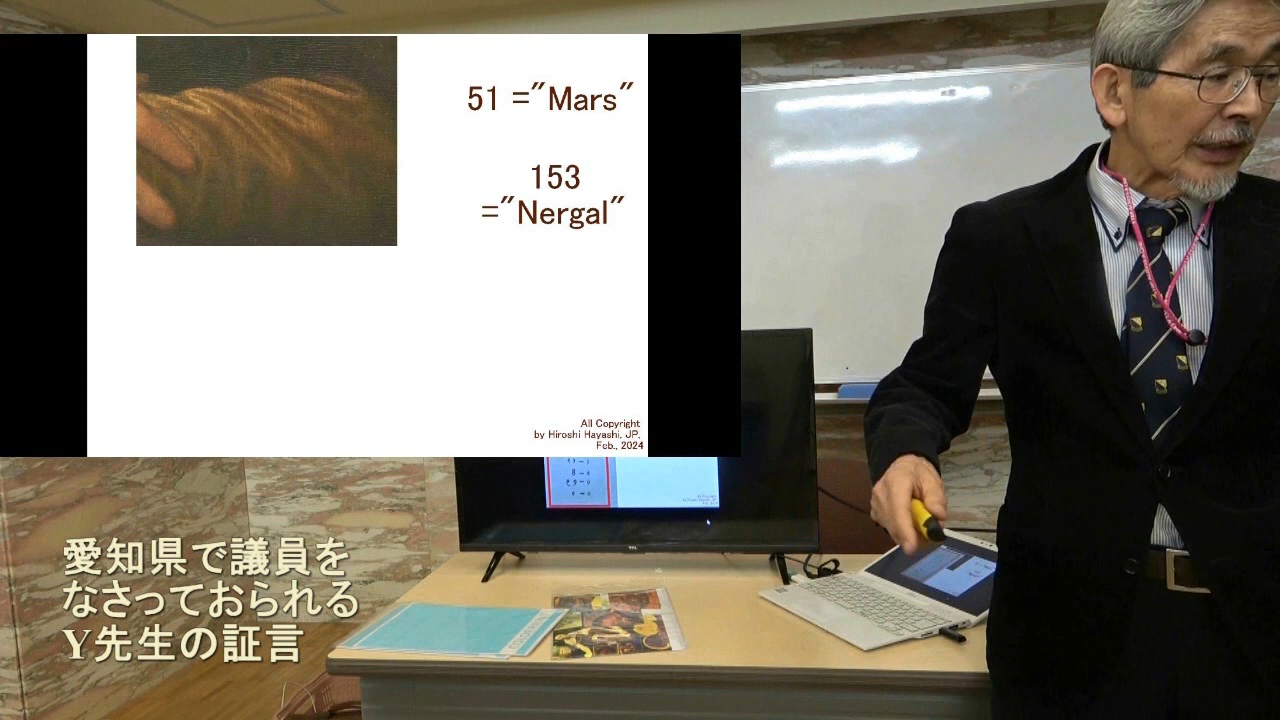 51 ="Mars"
153
="Nergal"
All Copyright
by Hiroshi Hayashi, JP,
Feb., 2024
愛知県で議員を
なさっておられる
Y先生の証言
TCL